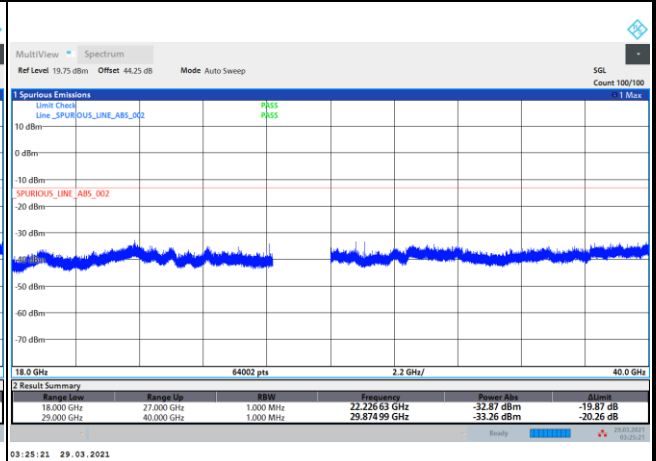 MultiView Spectrum
Ref Level 19.75 dBm Offset 44.25 dB Mode Auto Sweep SGL
Count 100/100
1 Spurious Emissions 1 Max
Limit Check PASS
Line _SPURIOUS_LINE_ABS_002 PASS
10 dBm
0 dBm
-10 dBm
_SPURIOUS_LINE_ABS_002
-20 dBm
-30 dBm
-40 dBm
-50 dBm
-60 dBm
-70 dBm
18.0 GHz 64002 pts 2.2 GHz/ 40.0 GHz
2 Result Summary
Range Low Range Up RBW Frequency Power Abs ΔLimit
18.000 GHz 27.000 GHz 1.000 MHz 22.22663 GHz -32.87 dBm -19.87 dB
29.000 GHz 40.000 GHz 1.000 MHz 29.87499 GHz -33.26 dBm -20.26 dB
Ready 29.03.2021
03:25:21
03:25:21 29.03.2021